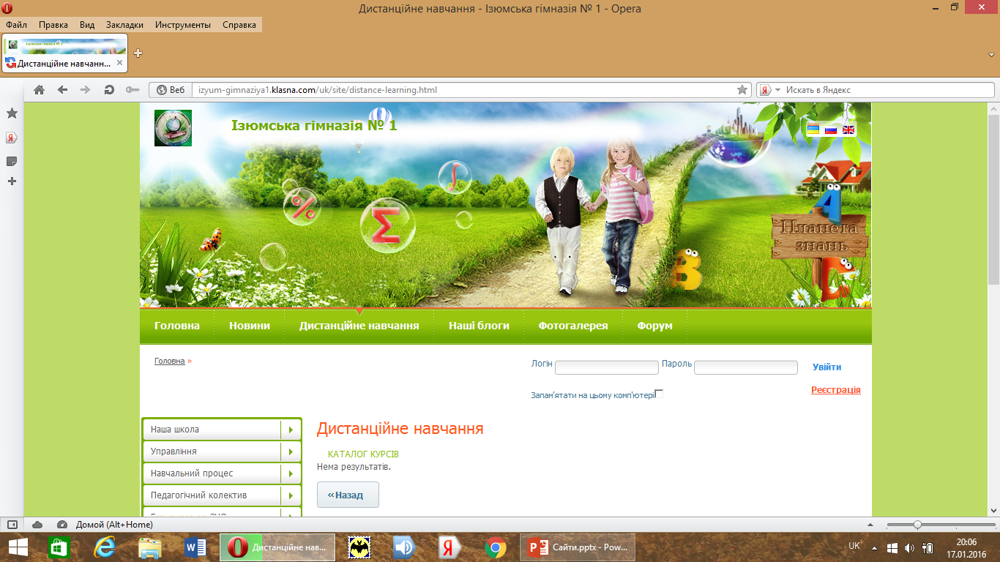 Дистанційне навчання - Ізюмська гімназія № 1 - Opera
Файл Правка Вид Закладки Инструменты Справка
Ізюмська гімназія № 1
Дистанційне навчанн...
Веб izyum-gimnaziya1.klasna.com/uk/site/distance-learning.html Искать в Яндекс
Ізюмська гімназія № 1
% Σ ∫
А
Планета
знань
В
Є
Головна Новини Дистанційне навчання Наші блоги Фотогалерея Форум
Головна »
Логін Пароль Увійти
Запам'ятати на цьому комп'ютері Реєстрація
Наша школа
Управління
Навчальний процес
Педагогічний колектив
Дистанційне навчання
КАТАЛОГ КУРСІВ
Нема результатів.
«Назад
Домой (Alt+Home)
Дистанційне нав...
Сайти.pptx - Pow...
UK
20:06
17.01.2016